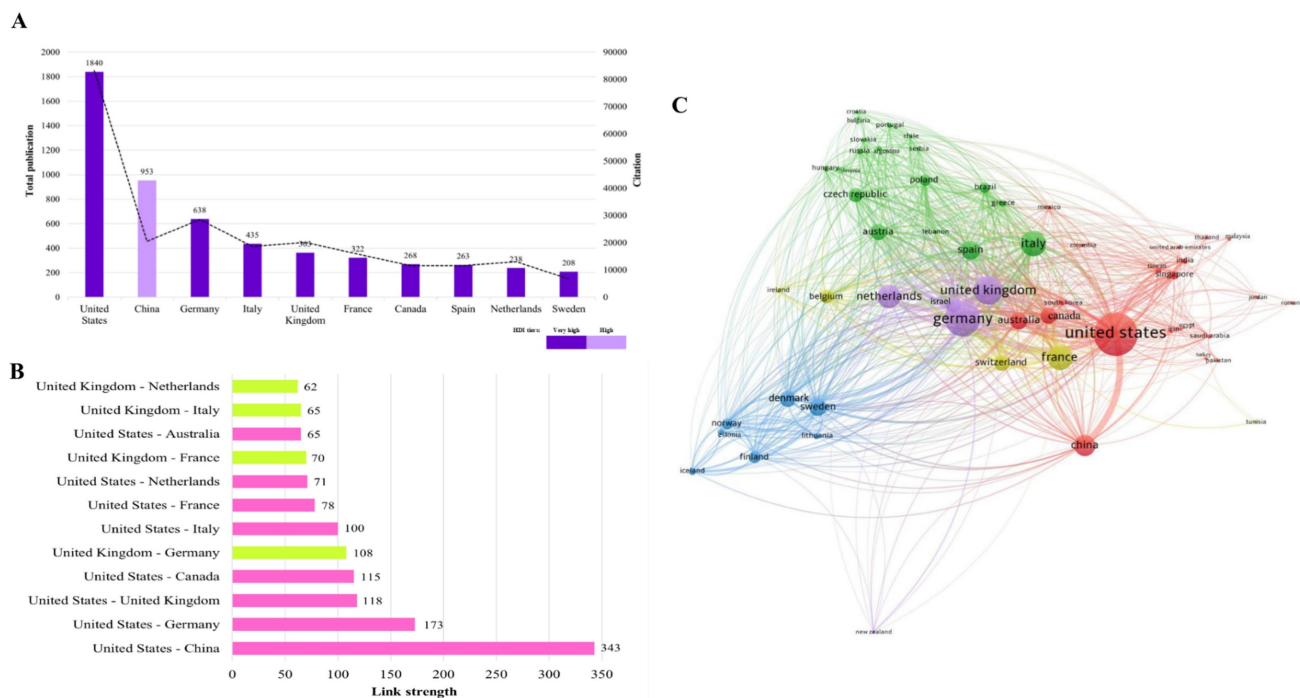 A
2000
1800
1600
1400
1200
1000
800
600
400
200
0
Total publication
90000
80000
70000
60000
50000
40000
30000
20000
10000
0
Citation
1840
953
638
435
363
322
268
263
238
208
United States
China
Germany
Italy
United Kingdom
France
Canada
Spain
Netherlands
Sweden
HDI tiers:
Very high
High
B
United Kingdom - Netherlands 62
United Kingdom - Italy 65
United States - Australia 65
United Kingdom - France 70
United States - Netherlands 71
United States - France 78
United States - Italy 100
United Kingdom - Germany 108
United States - Canada 115
United States - United Kingdom 118
United States - Germany 173
United States - China 343
0 50 100 150 200 250 300 350
Link strength
C
croatia
bulgaria
portugal
chile
slovakia
serbia
russia
argentina
hungary
poland
czech republic
brazil
greece
mexico
austria
lebanon
spain
italy
colombia
thailand
malaysia
united arab emirates
india
taiwan
singapore
ireland
belgium
netherlands
israel
united kingdom
south korea
germany
australia
canada
united states
jordan
egypt
saudi arabia
turkey
pakistan
switzerland
france
denmark
sweden
norway
estonia
lithuania
finland
iceland
china
tunisia
new zealand